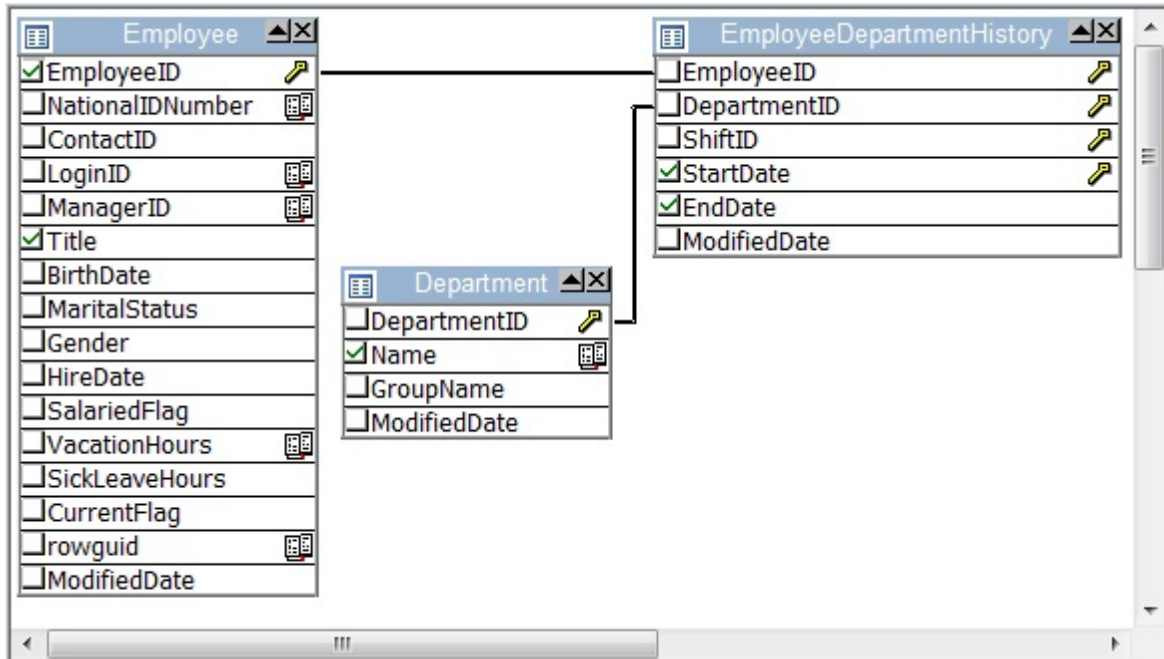 Employee
EmployeeID
NationalIDNumber
ContactID
LoginID
ManagerID
Title
BirthDate
MaritalStatus
Gender
HireDate
SalariedFlag
VacationHours
SickLeaveHours
CurrentFlag
rowguid
ModifiedDate
Department
DepartmentID
Name
GroupName
ModifiedDate
EmployeeDepartmentHistory
EmployeeID
DepartmentID
ShiftID
StartDate
EndDate
ModifiedDate